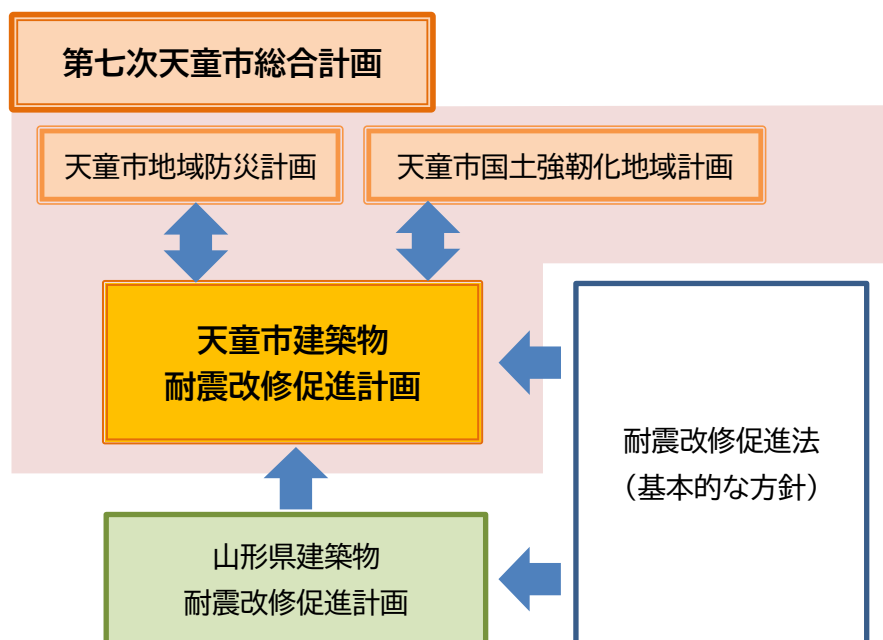 第七次天童市総合計画
天童市地域防災計画
天童市国土強靭化地域計画
天童市建築物
耐震改修促進計画
耐震改修促進法
（基本的な方針）
山形県建築物
耐震改修促進計画